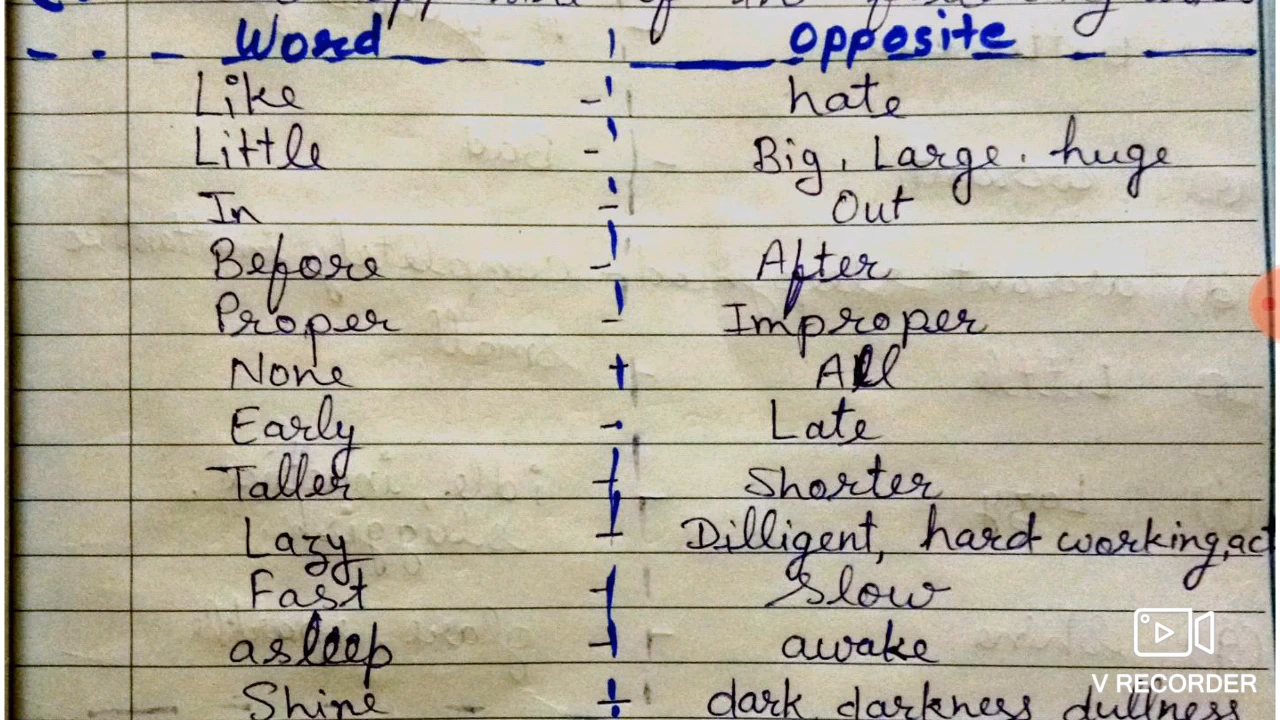 Word opposite
Like - hate
Little - Big, Large, huge
In - Out
Before - After
Proper - Improper
None - All
Early - Late
Taller - Shorter
Lazy - Dilligent, hard working,
Fast - Slow
asleep - awake
Shine - dark darkness dullness
V RECORDER